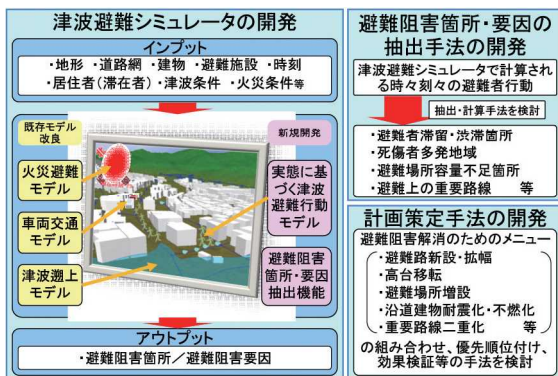 津波避難シミュレータの開発
インプット
・地形 ・道路網 ・建物 ・避難施設 ・時刻
・居住者(滞在者) ・津波条件 ・火災条件等
既存モデル
改良
火災避難
モデル
車両交通
モデル
津波遡上
モデル
新規開発
実態に基
づく津波
避難行動
モデル
避難阻害
箇所・要因
抽出機能
アウトプット
・避難阻害箇所／避難阻害要因
避難阻害箇所・要因の
抽出手法の開発
津波避難シミュレータで計算され
る時々刻々の避難者行動
抽出・計算手法を検討
・避難者滞留・渋滞箇所
・死傷者多発地域
・避難場所容量不足箇所
・避難上の重要路線 等
計画策定手法の開発
避難阻害解消のためのメニュー
・避難路新設・拡幅
・高台移転
・避難場所増設
・沿道建物耐震化・不燃化
・重要路線二重化 等
の組み合わせ、優先順位付け、
効果検証等の手法を検討